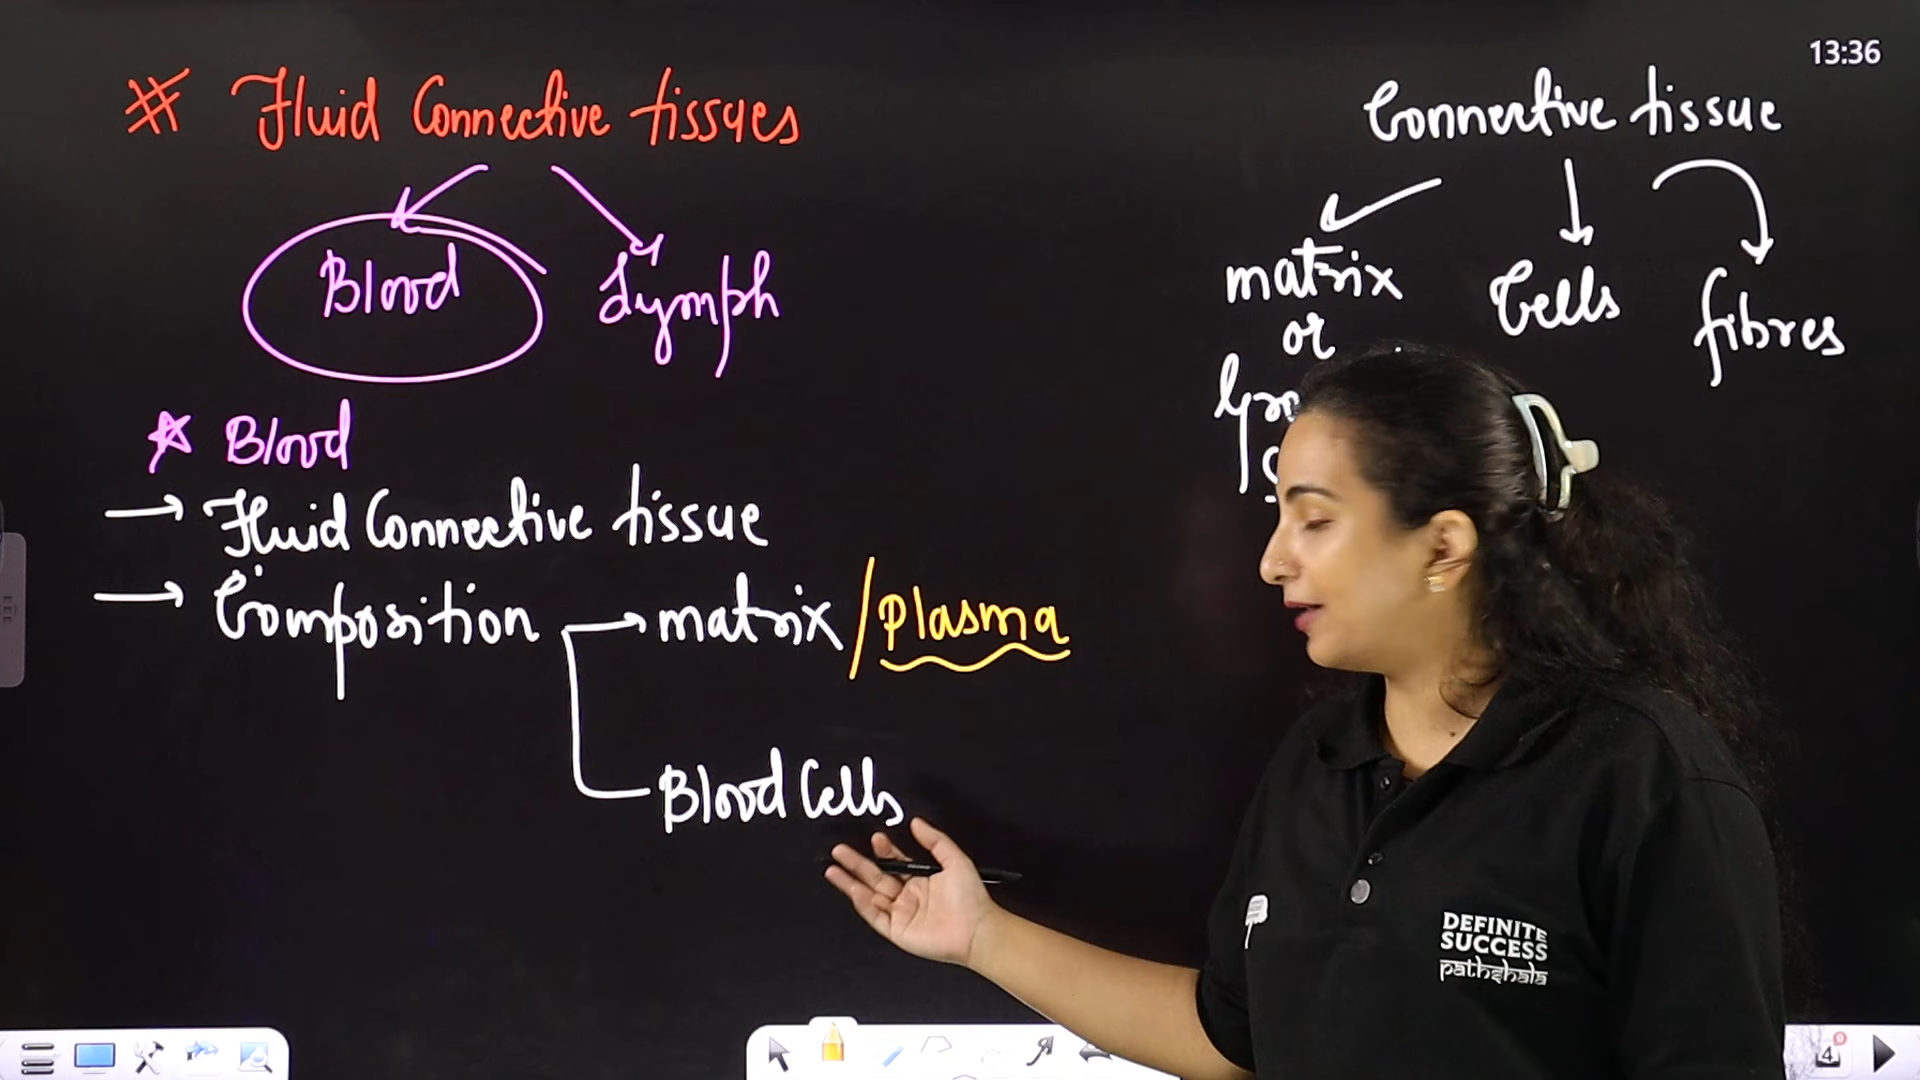 13:36
# Fluid Connective tissues
Blood Lymph
☆ Blood
→ Fluid Connective tissue
→ Composition → matrix / Plasma
Blood Cells
Connective tissue
matrix Cells fibres
or
DEFINITE
SUCCESS
pathshala
4